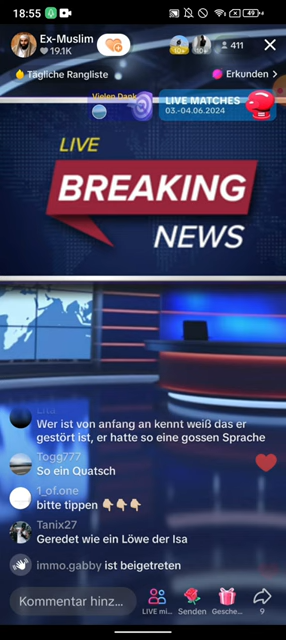 18:55
49
Ex-Muslim
19.1K
411
Tägliche Rangliste
Erkunden
Vielen Dank
LIVE MATCHES
03.-04.06.2024
LIVE
BREAKING
NEWS
Wer ist von anfang an kennt weiß das er
gestört ist, er hatte so eine gossen Sprache
Togg777
So ein Quatsch
1_of.one
bitte tippen 👇🏻👇🏻👇🏻
Tanix27
Geredet wie ein Löwe der Isa
immo.gabby ist beigetreten
Kommentar hinz...
LIVE mi...
Senden
Gesche...
9